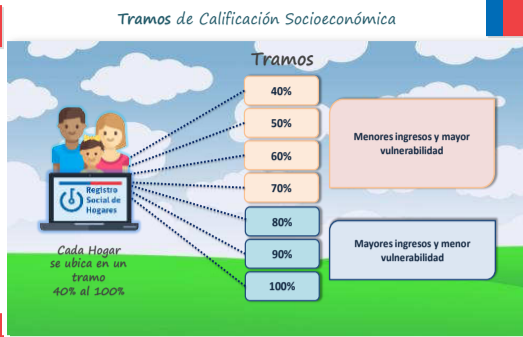 Tramos de Calificación Socioeconómica
Tramos
40%
50%
60%
70%
80%
90%
100%
Menores ingresos y mayor
vulnerabilidad
Mayores ingresos y menor
vulnerabilidad
Registro
Social de
Hogares
Cada Hogar
se ubica en un
tramo
40% al 100%